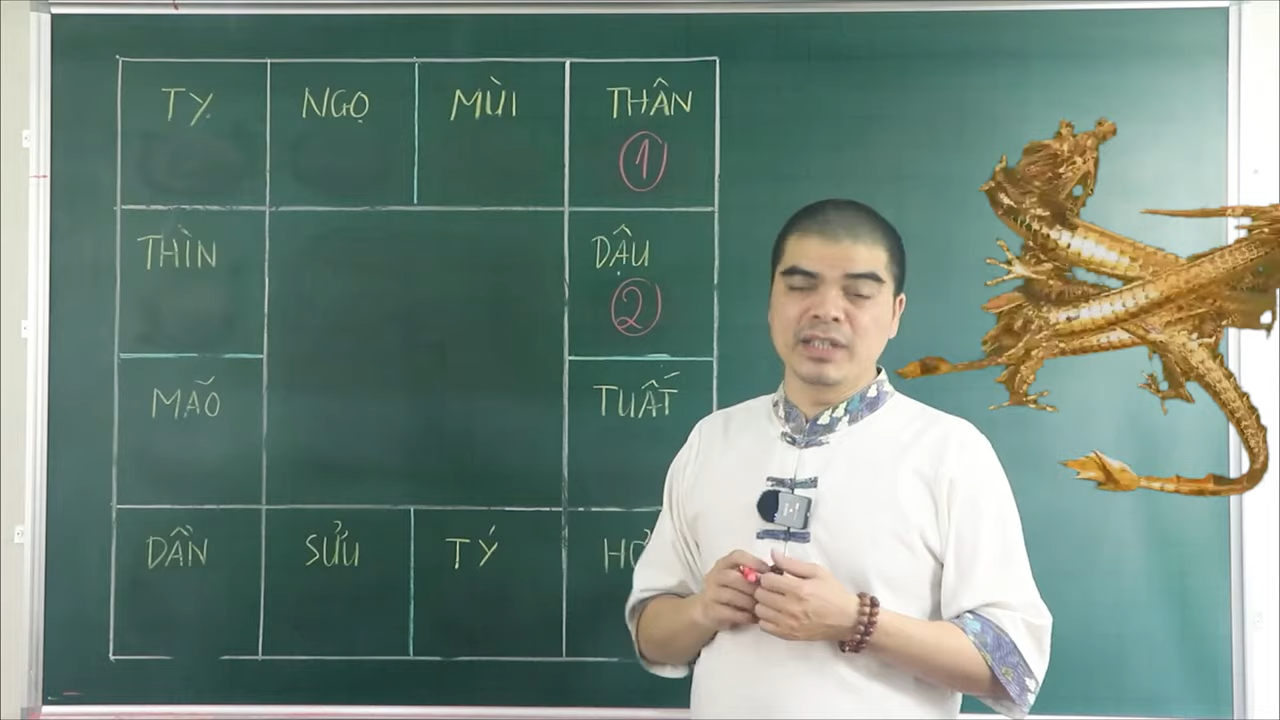 TỴ NGỌ MÙI THÂN
①
THÌN DẬU
②
MÃO TUẤT
DẦN SỬU TÝ